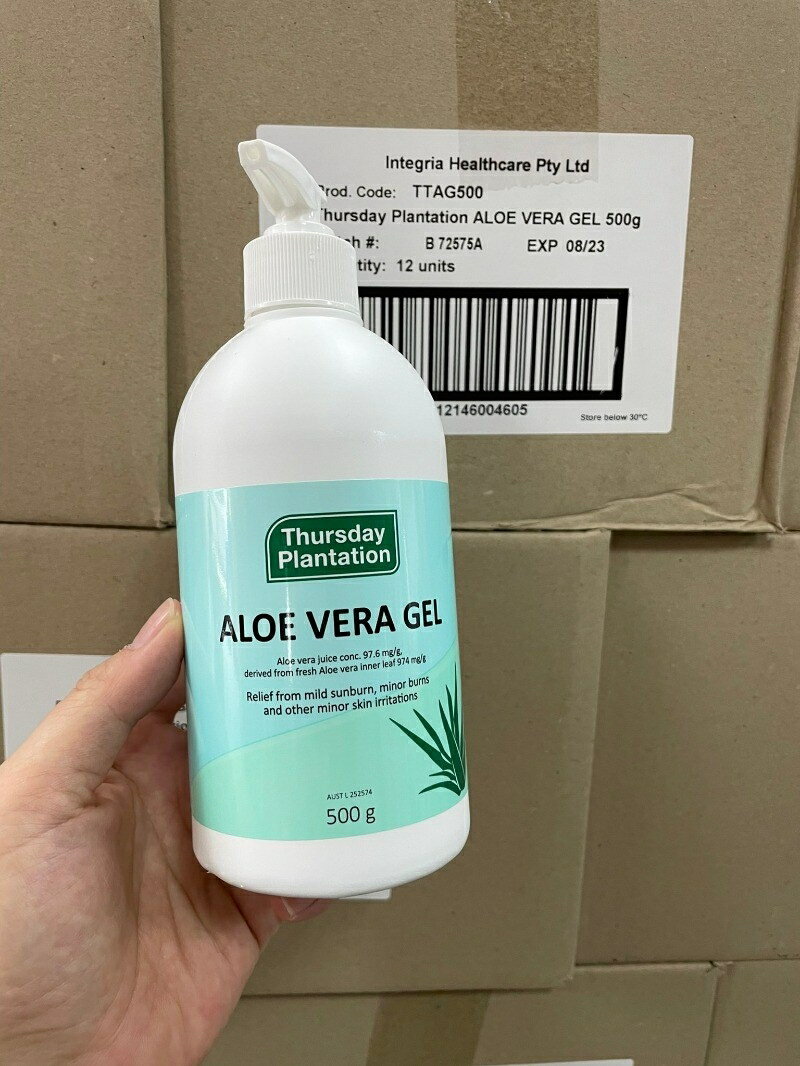 Integria Healthcare Pty Ltd
Prod. Code: TTAG500
Thursday Plantation ALOE VERA GEL 500g
#: B 72575A EXP 08/23
12 units
12146004605
Store below 30°C
Thursday
Plantation
ALOE VERA GEL
Aloe vera juice conc. 97.6 mg/g,
derived from fresh Aloe vera inner leaf 974 mg/g
Relief from mild sunburn, minor burns
and other minor skin irritations
AUST L 252574
500 g